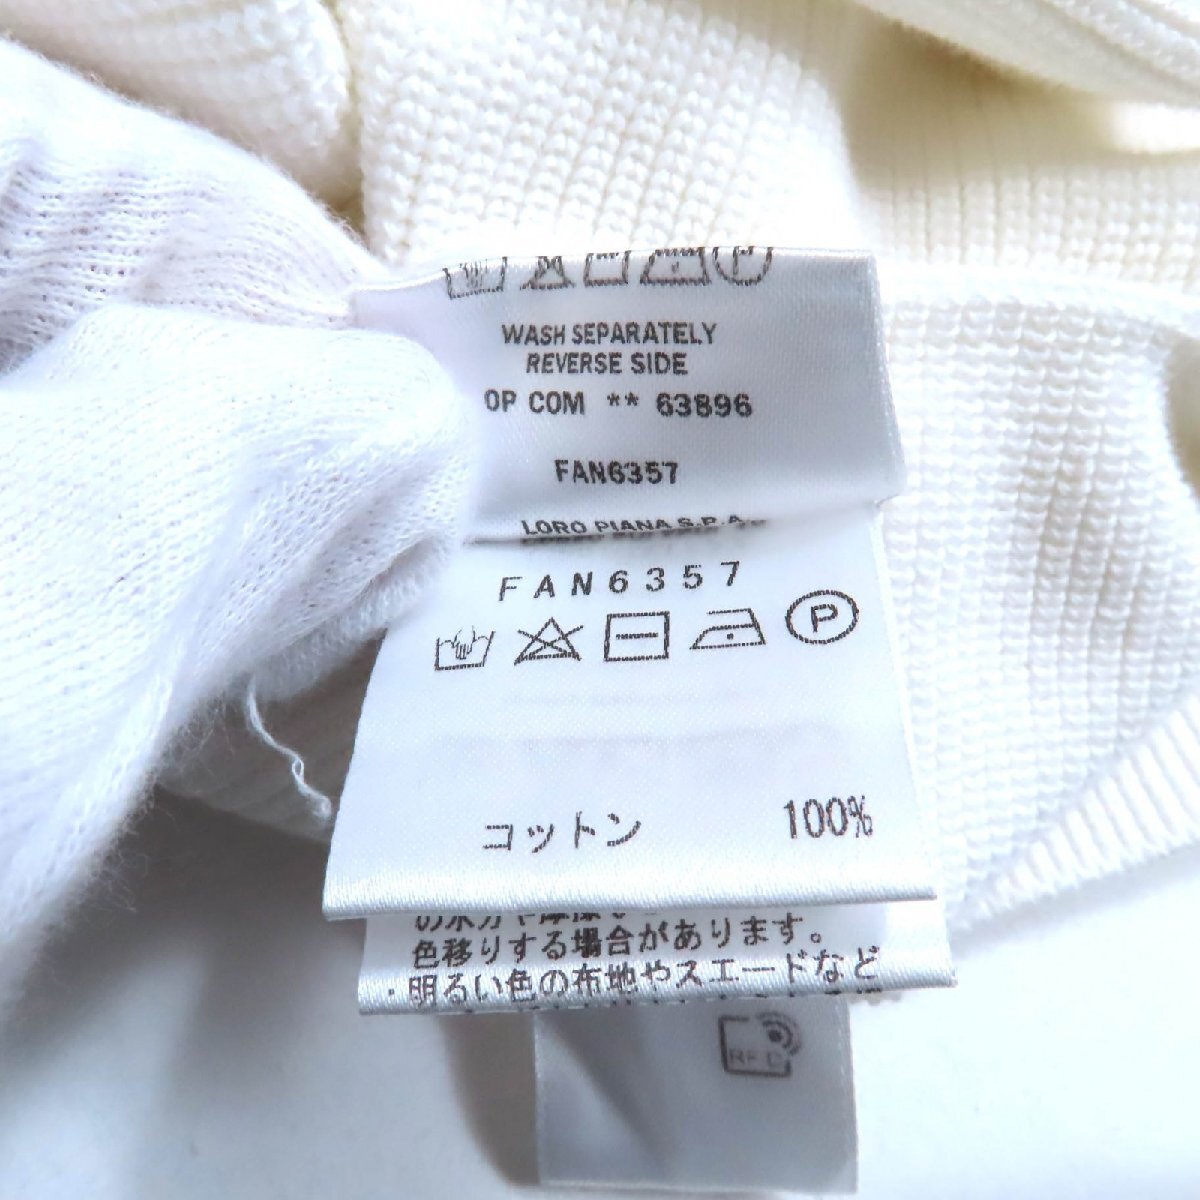 WASH SEPARATELY
REVERSE SIDE
OP COM ** 63896
FAN6357
LORO PIANA S.P.A.
FAN6357
P
コットン 100%
色移りする場合があります。
・明るい色の布地やスエードなど
RFID